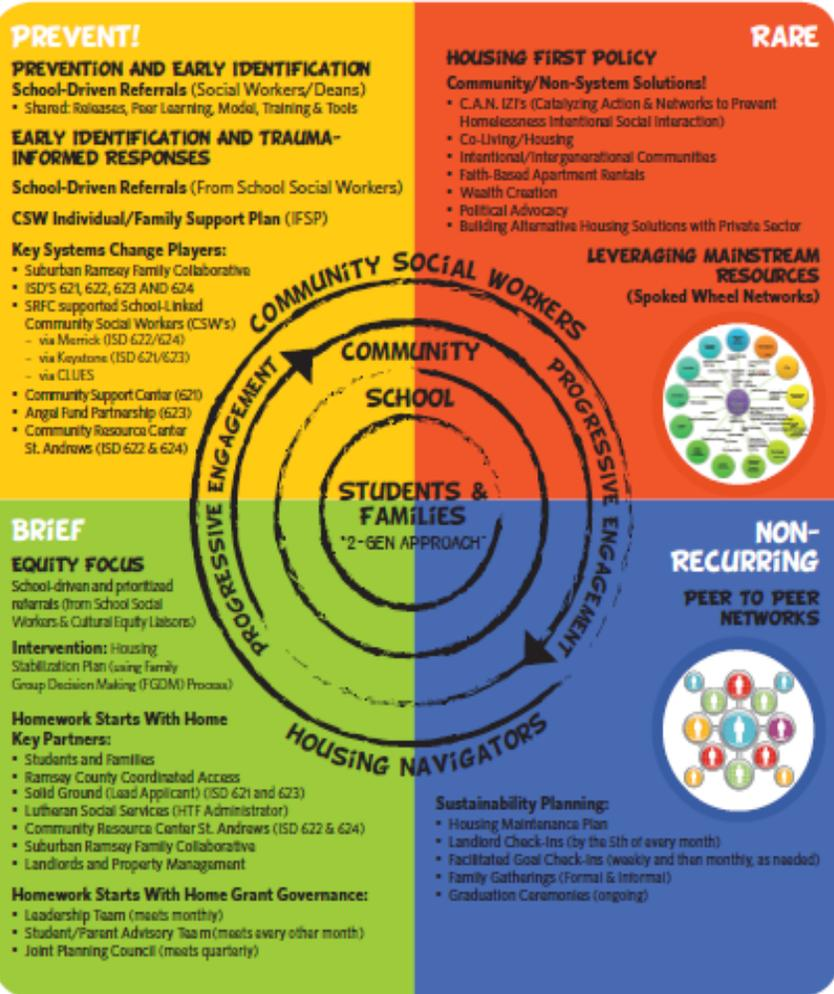 PREVENT!
PREVENTION AND EARLY IDENTIFICATION
School-Driven Referrals (Social Workers/Deans)
• Shared: Releases, Peer Learning, Model, Training & Tools
EARLY IDENTIFICATION AND TRAUMA-
INFORMED RESPONSES
School-Driven Referrals (From School Social Workers)
CSW Individual/Family Support Plan (IFSP)
Key Systems Change Players:
• Suburban Ramsey Family Collaborative
• ISD'S 621, 622, 623 AND 624
• SRFC supported School-Linked
Community Social Workers (CSW's)
– via Merrick (ISD 622/624)
– via Keystone (ISD 621/623)
– via CLUES
• Community Support Center (621)
• Angel Fund Partnership (623)
• Community Resource Center
St. Andrews (ISD 622 & 624)
RARE
HOUSING FIRST POLICY
Community/Non-System Solutions!
• C.A.N. IZI's (Catalyzing Action & Networks to Prevent
Homelessness Intentional Social Interaction)
• Co-Living/Housing
• Intentional/Intergenerational Communities
• Faith-Based Apartment Rentals
• Wealth Creation
• Political Advocacy
• Building Alternative Housing Solutions with Private Sector
LEVERAGING MAINSTREAM
RESOURCES
(Spoked Wheel Networks)
COMMUNITY SOCIAL WORKERS
PROGRESSIVE ENGAGEMENT
PROGRESSIVE ENGAGEMENT
COMMUNITY
SCHOOL
STUDENTS &
FAMILIES
"2-GEN APPROACH"
HOUSING NAVIGATORS
BRIEF
EQUITY FOCUS
School-driven and prioritized
referrals (from School Social
Workers & Cultural Equity Liaisons)
Intervention: Housing
Stabilization Plan (using Family
Group Decision Making (FGDM) Process)
Homework Starts With Home
Key Partners:
• Students and Families
• Ramsey County Coordinated Access
• Solid Ground (Lead Applicant) (ISD 621 and 623)
• Lutheran Social Services (HTF Administrator)
• Community Resource Center St. Andrews (ISD 622 & 624)
• Suburban Ramsey Family Collaborative
• Landlords and Property Management
Homework Starts With Home Grant Governance:
• Leadership Team (meets monthly)
• Student/Parent Advisory Team (meets every other month)
• Joint Planning Council (meets quarterly)
NON-
RECURRING
PEER TO PEER
NETWORKS
Sustainability Planning:
• Housing Maintenance Plan
• Landlord Check-Ins (by the 5th of every month)
• Facilitated Goal Check-Ins (weekly and then monthly, as needed)
• Family Gatherings (Formal & Informal)
• Graduation Ceremonies (ongoing)